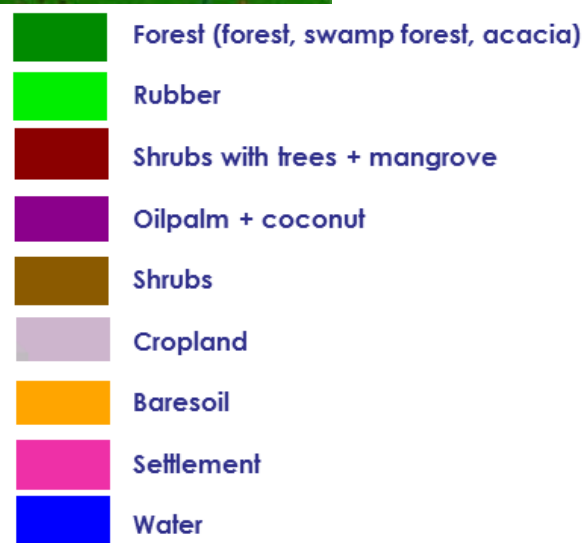 Forest (forest, swamp forest, acacia)
Rubber
Shrubs with trees + mangrove
Oilpalm + coconut
Shrubs
Cropland
Baresoil
Settlement
Water